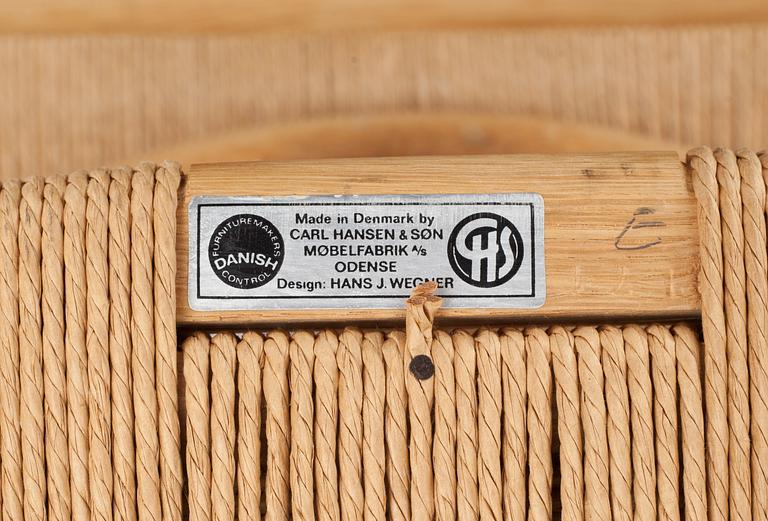 FURNITUREMAKERS
DANISH
CONTROL
Made in Denmark by
CARL HANSEN & SØN
MØBELFABRIK A/S
ODENSE
Design: HANS J. WEGNER
CHS
E